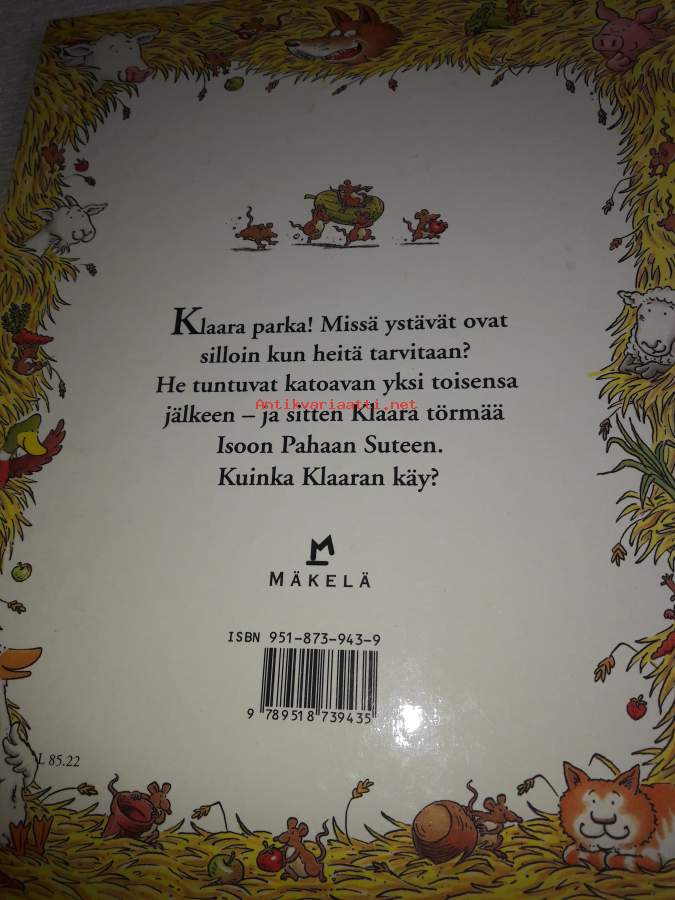 Klaara parka! Missä ystävät ovat
silloin kun heitä tarvitaan?
He tuntuvat katoavan yksi toisensa
Antikvariaatti.net
jälkeen – ja sitten Klaara törmää
Isoon Pahaan Suteen.
Kuinka Klaaran käy?
M
MÄKELÄ
ISBN 951-873-943-9
9 789518 739435
L 85.22